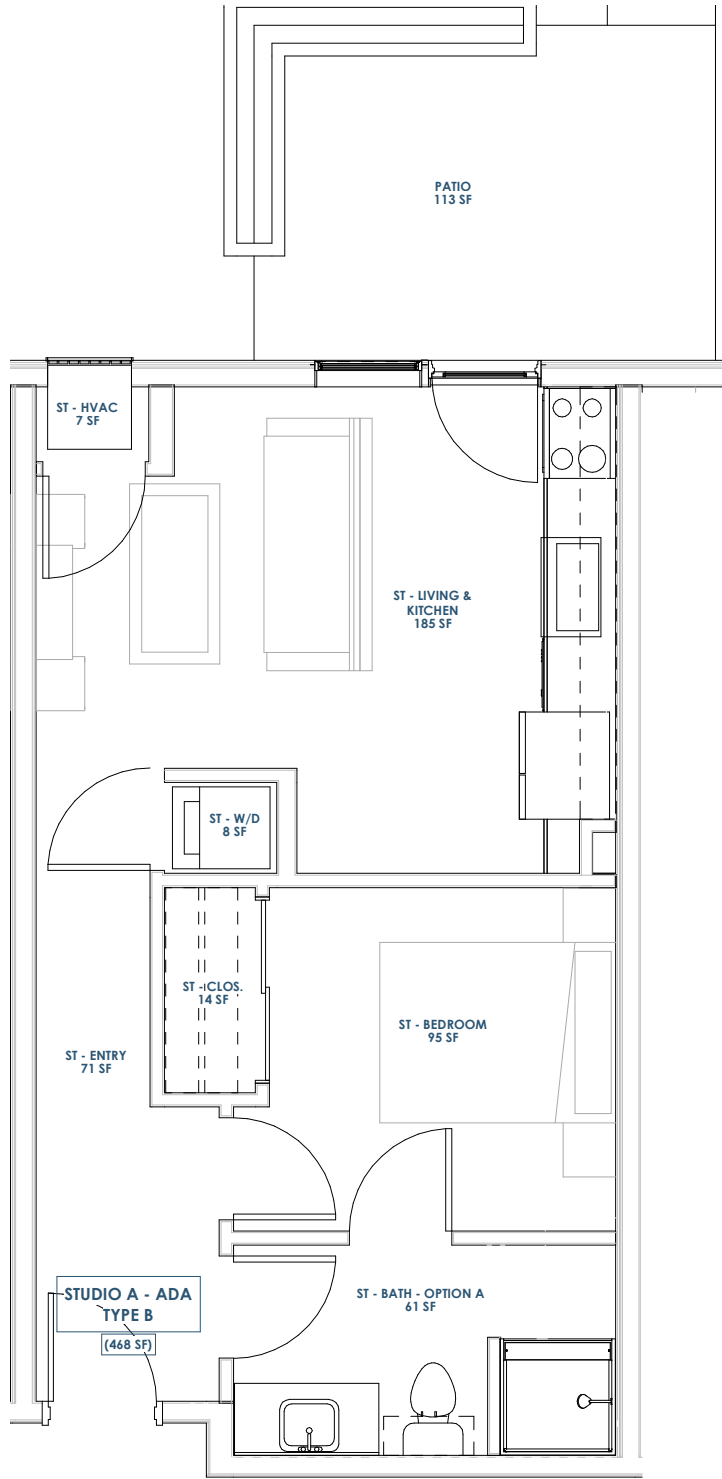 PATIO
113 SF
ST - HVAC
7 SF
ST - LIVING &
KITCHEN
185 SF
ST - W/D
8 SF
ST - CLOS.
14 SF
ST - BEDROOM
95 SF
ST - ENTRY
71 SF
STUDIO A - ADA
TYPE B
(468 SF)
ST - BATH - OPTION A
61 SF